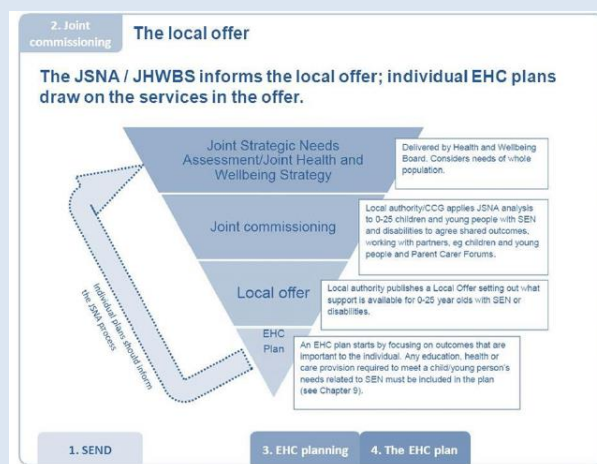 2. Joint
commissioning
The local offer
The JSNA / JHWBS informs the local offer; individual EHC plans
draw on the services in the offer.
Joint Strategic Needs
Assessment/Joint Health and
Wellbeing Strategy
Delivered by Health and Wellbeing
Board. Considers needs of whole
population.
Joint commissioning
Local authority/CCG applies JSNA analysis
to 0-25 children and young people with SEN
and disabilities to agree shared outcomes,
working with partners, eg children and young
people and Parent Carer Forums.
Local offer
Local authority publishes a Local Offer setting out what
support is available for 0-25 year olds with SEN or
disabilities.
EHC
Plan
An EHC plan starts by focusing on outcomes that are
important to the individual. Any education, health or
care provision required to meet a child/young person's
needs related to SEN must be included in the plan
(see Chapter 9).
Individual plans should inform
the JSNA process
1. SEND
3. EHC planning
4. The EHC plan